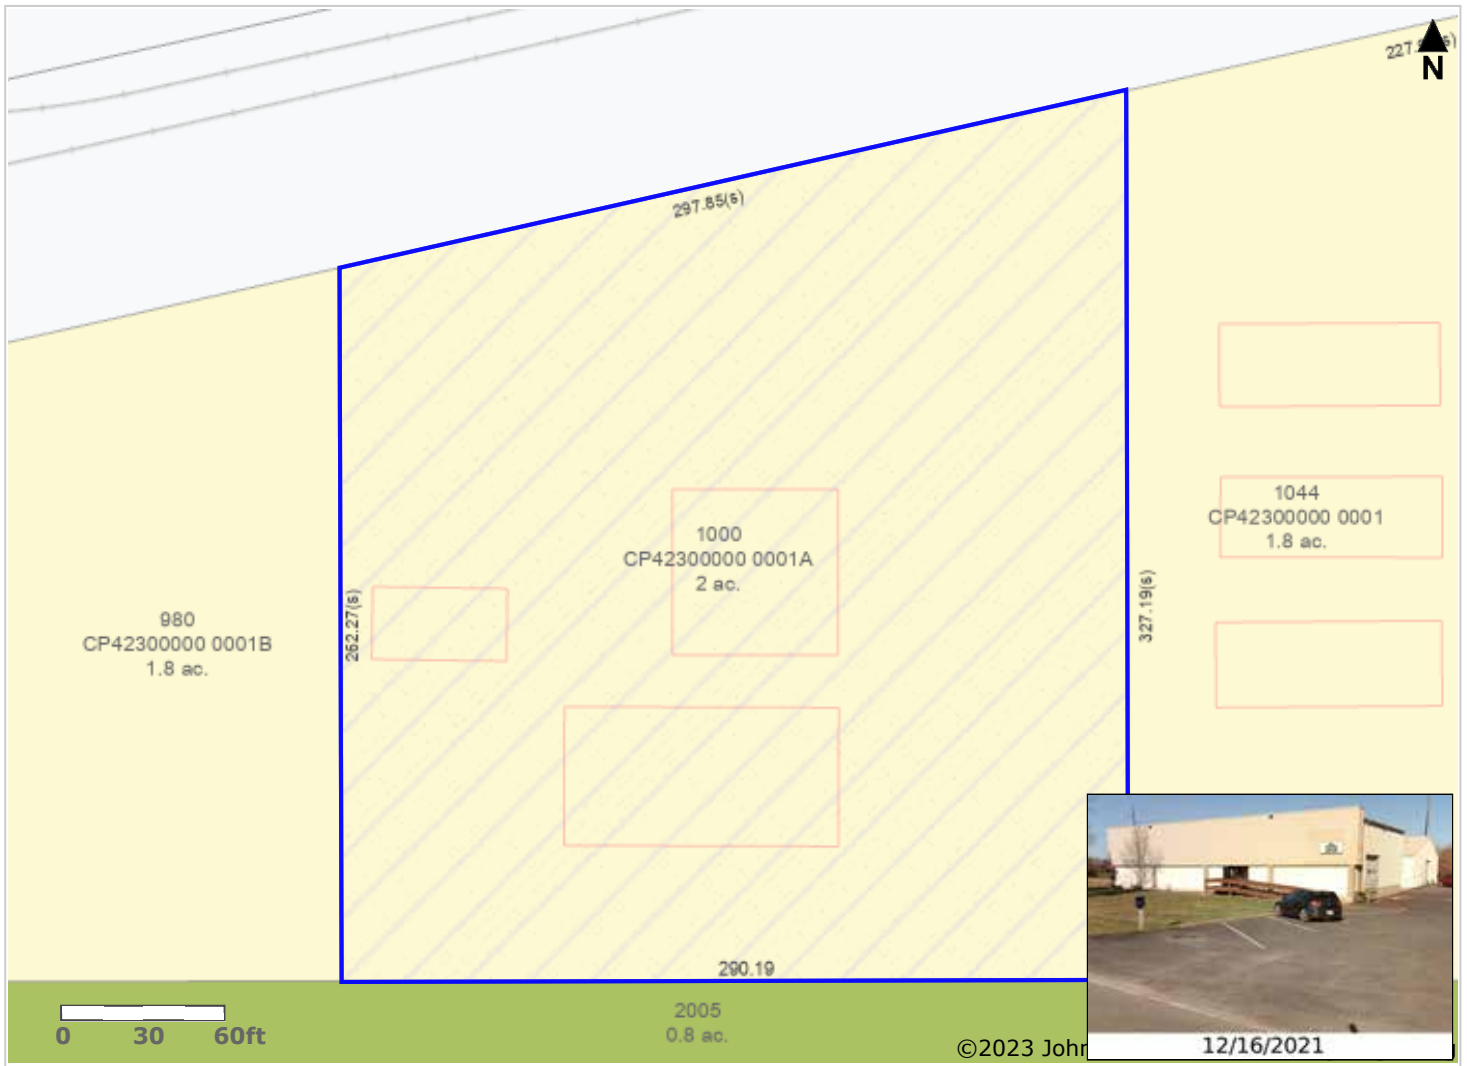 N
297.85(s)
1000
CP42300000 0001A
2 ac.
1044
CP42300000 0001
1.8 ac.
980
CP42300000 0001B
1.8 ac.
262.27(s)
327.19(s)
290.19
2005
0.8 ac.
0 30 60ft
©2023
12/16/2021